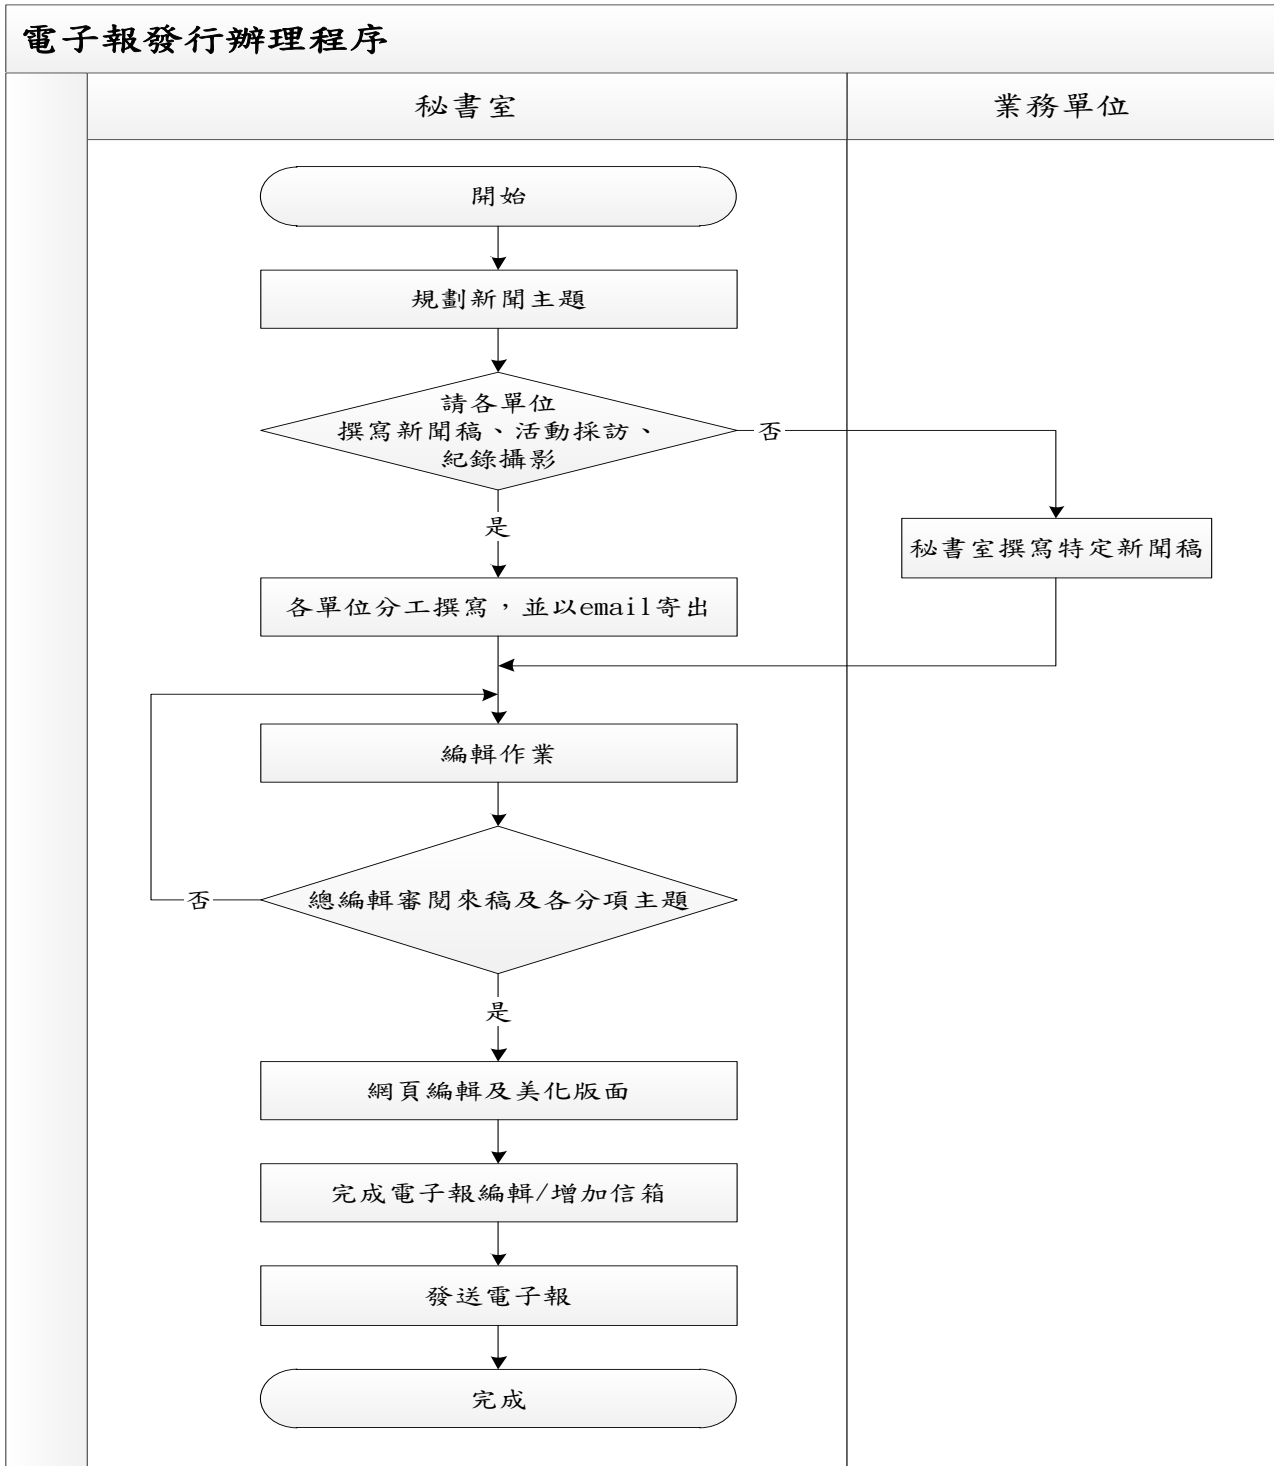 電子報發行辦理程序
秘書室
業務單位
開始
規劃新聞主題
請各單位
撰寫新聞稿、活動採訪、
紀錄攝影
否
是
秘書室撰寫特定新聞稿
各單位分工撰寫，並以email寄出
編輯作業
總編輯審閱來稿及各分項主題
否
是
網頁編輯及美化版面
完成電子報編輯/增加信箱
發送電子報
完成